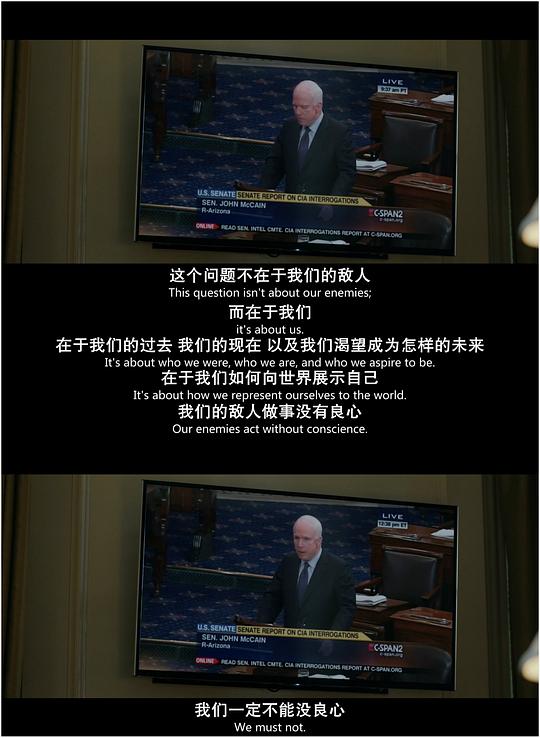 LIVE
9:37 am PT
U.S. SENATE SENATE REPORT ON CIA INTERROGATIONS
SEN. JOHN McCAIN
R-Arizona
C-SPAN2
c-span.org
ONLINE READ SEN. INTEL CMTE. CIA INTERROGATIONS REPORT AT C-SPAN.ORG
这个问题不在于我们的敌人
This question isn't about our enemies;
而在于我们
it's about us.
在于我们的过去 我们的现在 以及我们渴望成为怎样的未来
It's about who we were, who we are, and who we aspire to be.
在于我们如何向世界展示自己
It's about how we represent ourselves to the world.
我们的敌人做事没有良心
Our enemies act without conscience.
LIVE
12:38 pm ET
U.S. SENATE SENATE REPORT ON CIA INTERROGATIONS
SEN. JOHN McCAIN
R-Arizona
C-SPAN2
c-span.org
ONLINE READ SEN. INTEL CMTE. CIA INTERROGATIONS REPORT AT C-SPAN.ORG
我们一定不能没良心
We must not.